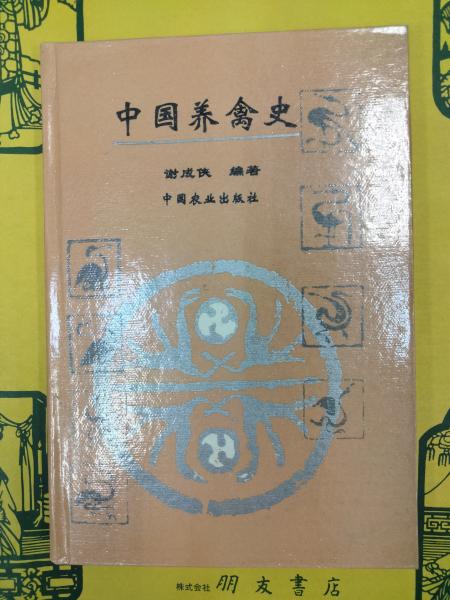 中国养禽史
谢成侠 编著
中国农业出版社
株式会社 朋友書店